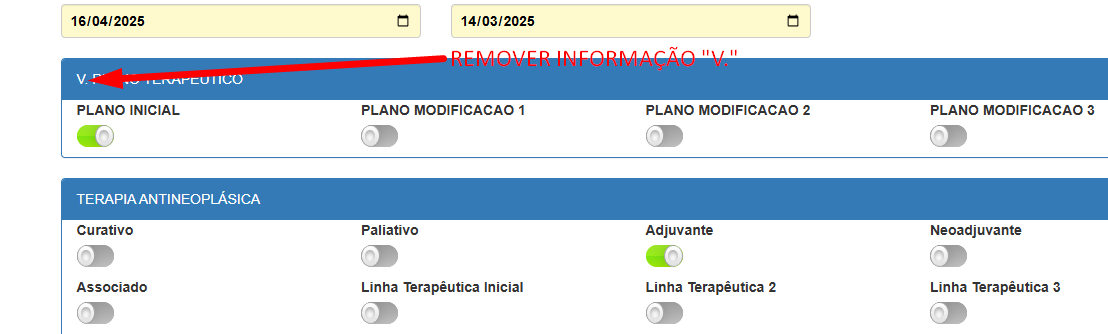 16/04/2025 14/03/2025
REMOVER INFORMAÇÃO "V."
V. PLANO TERAPÊUTICO
PLANO INICIAL PLANO MODIFICACAO 1 PLANO MODIFICACAO 2 PLANO MODIFICACAO 3
TERAPIA ANTINEOPLÁSICA
Curativo Paliativo Adjuvante Neoadjuvante
Associado Linha Terapêutica Inicial Linha Terapêutica 2 Linha Terapêutica 3